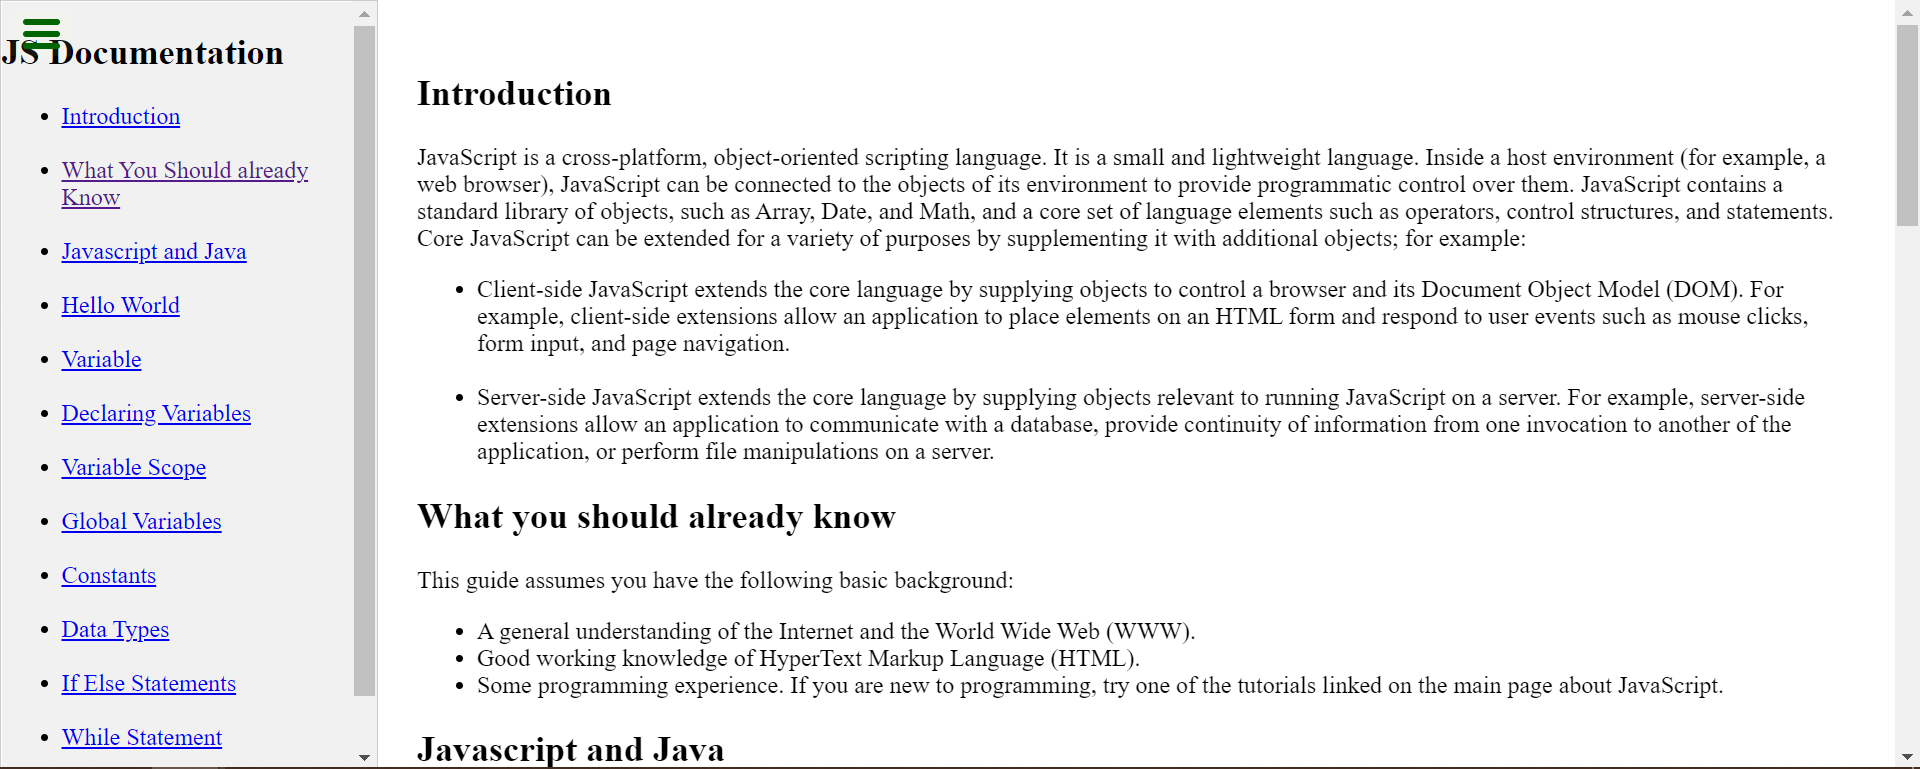 JS Documentation
Introduction
What You Should already
Know
Javascript and Java
Hello World
Variable
Declaring Variables
Variable Scope
Global Variables
Constants
Data Types
If Else Statements
While Statement
Introduction
JavaScript is a cross-platform, object-oriented scripting language. It is a small and lightweight language. Inside a host environment (for example, a
web browser), JavaScript can be connected to the objects of its environment to provide programmatic control over them. JavaScript contains a
standard library of objects, such as Array, Date, and Math, and a core set of language elements such as operators, control structures, and statements.
Core JavaScript can be extended for a variety of purposes by supplementing it with additional objects; for example:
Client-side JavaScript extends the core language by supplying objects to control a browser and its Document Object Model (DOM). For
example, client-side extensions allow an application to place elements on an HTML form and respond to user events such as mouse clicks,
form input, and page navigation.
Server-side JavaScript extends the core language by supplying objects relevant to running JavaScript on a server. For example, server-side
extensions allow an application to communicate with a database, provide continuity of information from one invocation to another of the
application, or perform file manipulations on a server.
What you should already know
This guide assumes you have the following basic background:
A general understanding of the Internet and the World Wide Web (WWW).
Good working knowledge of HyperText Markup Language (HTML).
Some programming experience. If you are new to programming, try one of the tutorials linked on the main page about JavaScript.
Javascript and Java